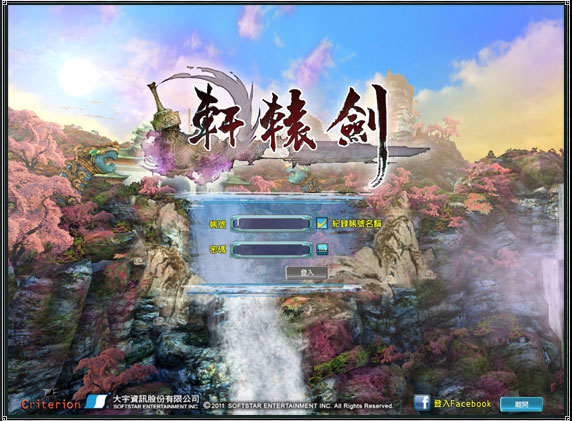 軒轅劍
帳號 紀錄帳號名稱
密碼
登入
Criterion 大宇資訊股份有限公司
SOFTSTAR ENTERTAINMENT INC. ©2011 SOFTSTAR ENTERTAINMENT INC. All Rights Reserved.
f 登入Facebook 離開